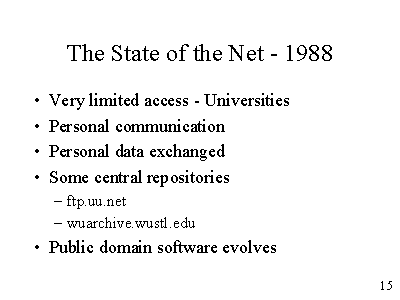 The State of the Net - 1988
• Very limited access - Universities
• Personal communication
• Personal data exchanged
• Some central repositories
– ftp.uu.net
– wuarchive.wustl.edu
• Public domain software evolves
15